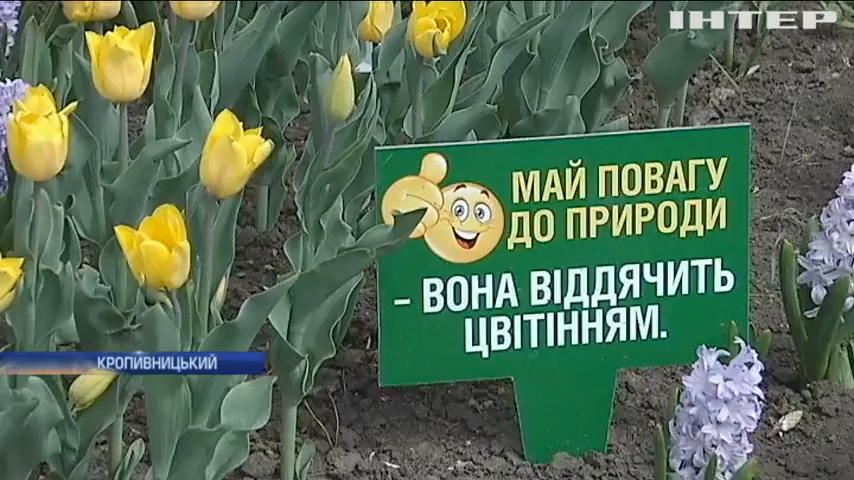 ІНТЕР
МАЙ ПОВАГУ
ДО ПРИРОДИ
– ВОНА ВІДДЯЧИТЬ
ЦВІТІННЯМ.
КРОПИВНИЦЬКИЙ